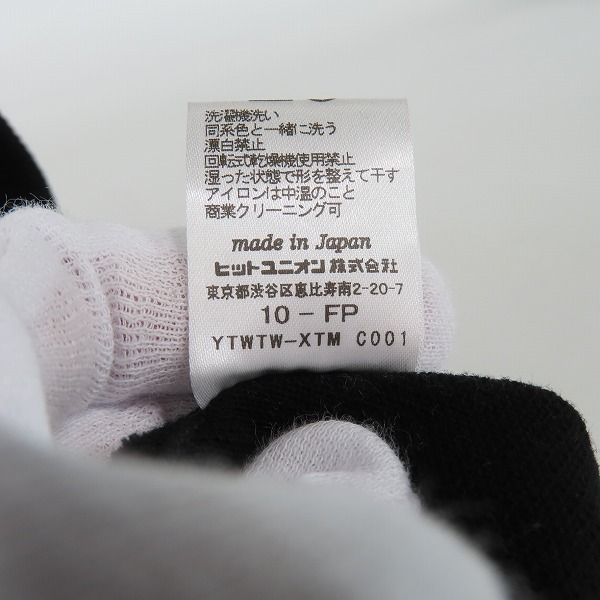 洗濯機洗い
同系色と一緒に洗う
漂白禁止
回転式乾燥機使用禁止
湿った状態で形を整えて干す
アイロンは中温のこと
商業クリーニング可
made in Japan
ヒットユニオン株式会社
東京都渋谷区恵比寿南2-20-7
10-FP
YTWTW-XTM C001